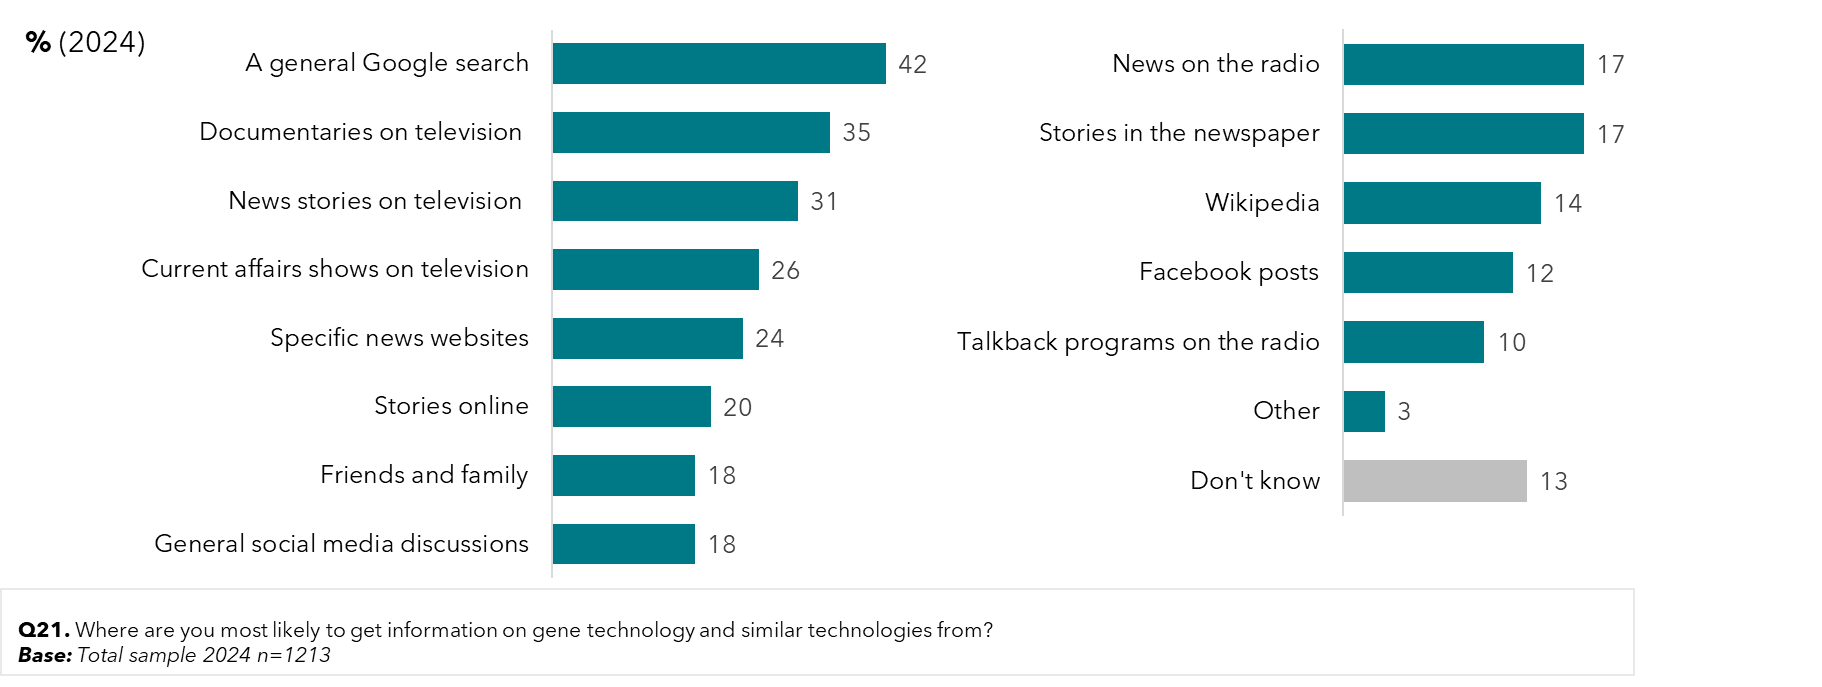 % (2024)
A general Google search 42
Documentaries on television 35
News stories on television 31
Current affairs shows on television 26
Specific news websites 24
Stories online 20
Friends and family 18
General social media discussions 18
News on the radio 17
Stories in the newspaper 17
Wikipedia 14
Facebook posts 12
Talkback programs on the radio 10
Other 3
Don't know 13
Q21. Where are you most likely to get information on gene technology and similar technologies from?
Base: Total sample 2024 n=1213